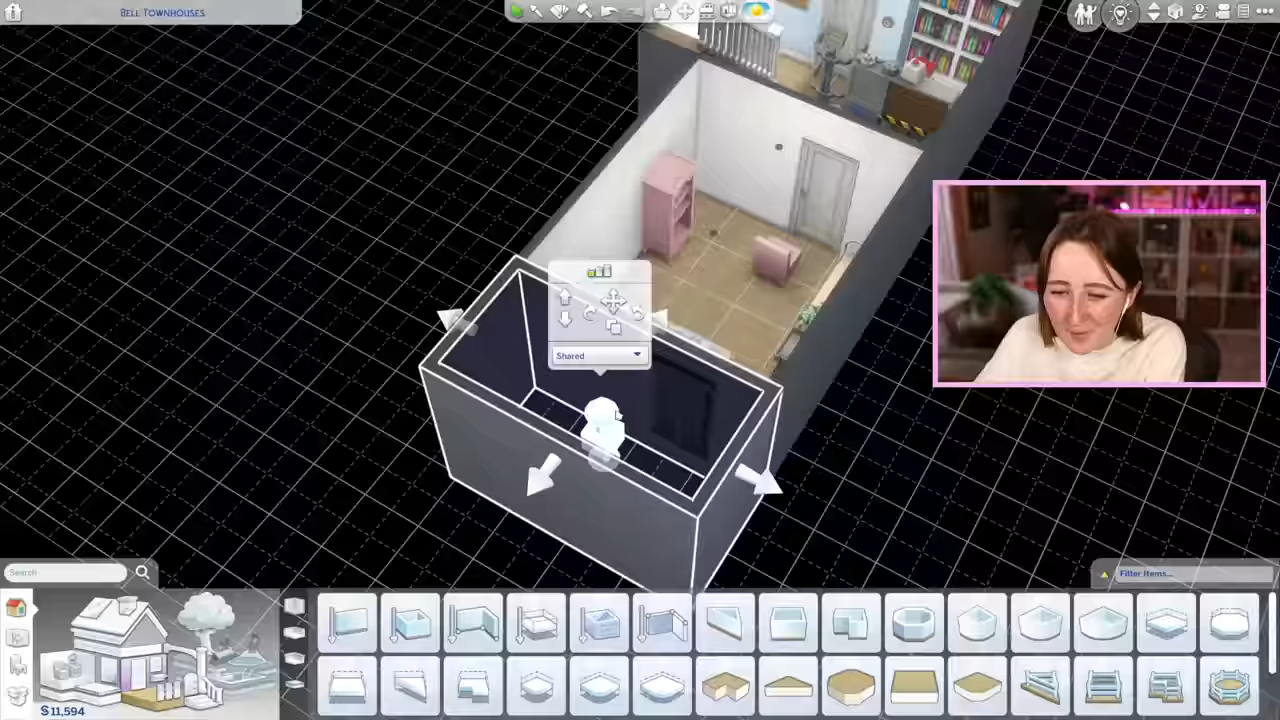 Bell Townhouses
Shared
Search
Filter Items...
$11,594